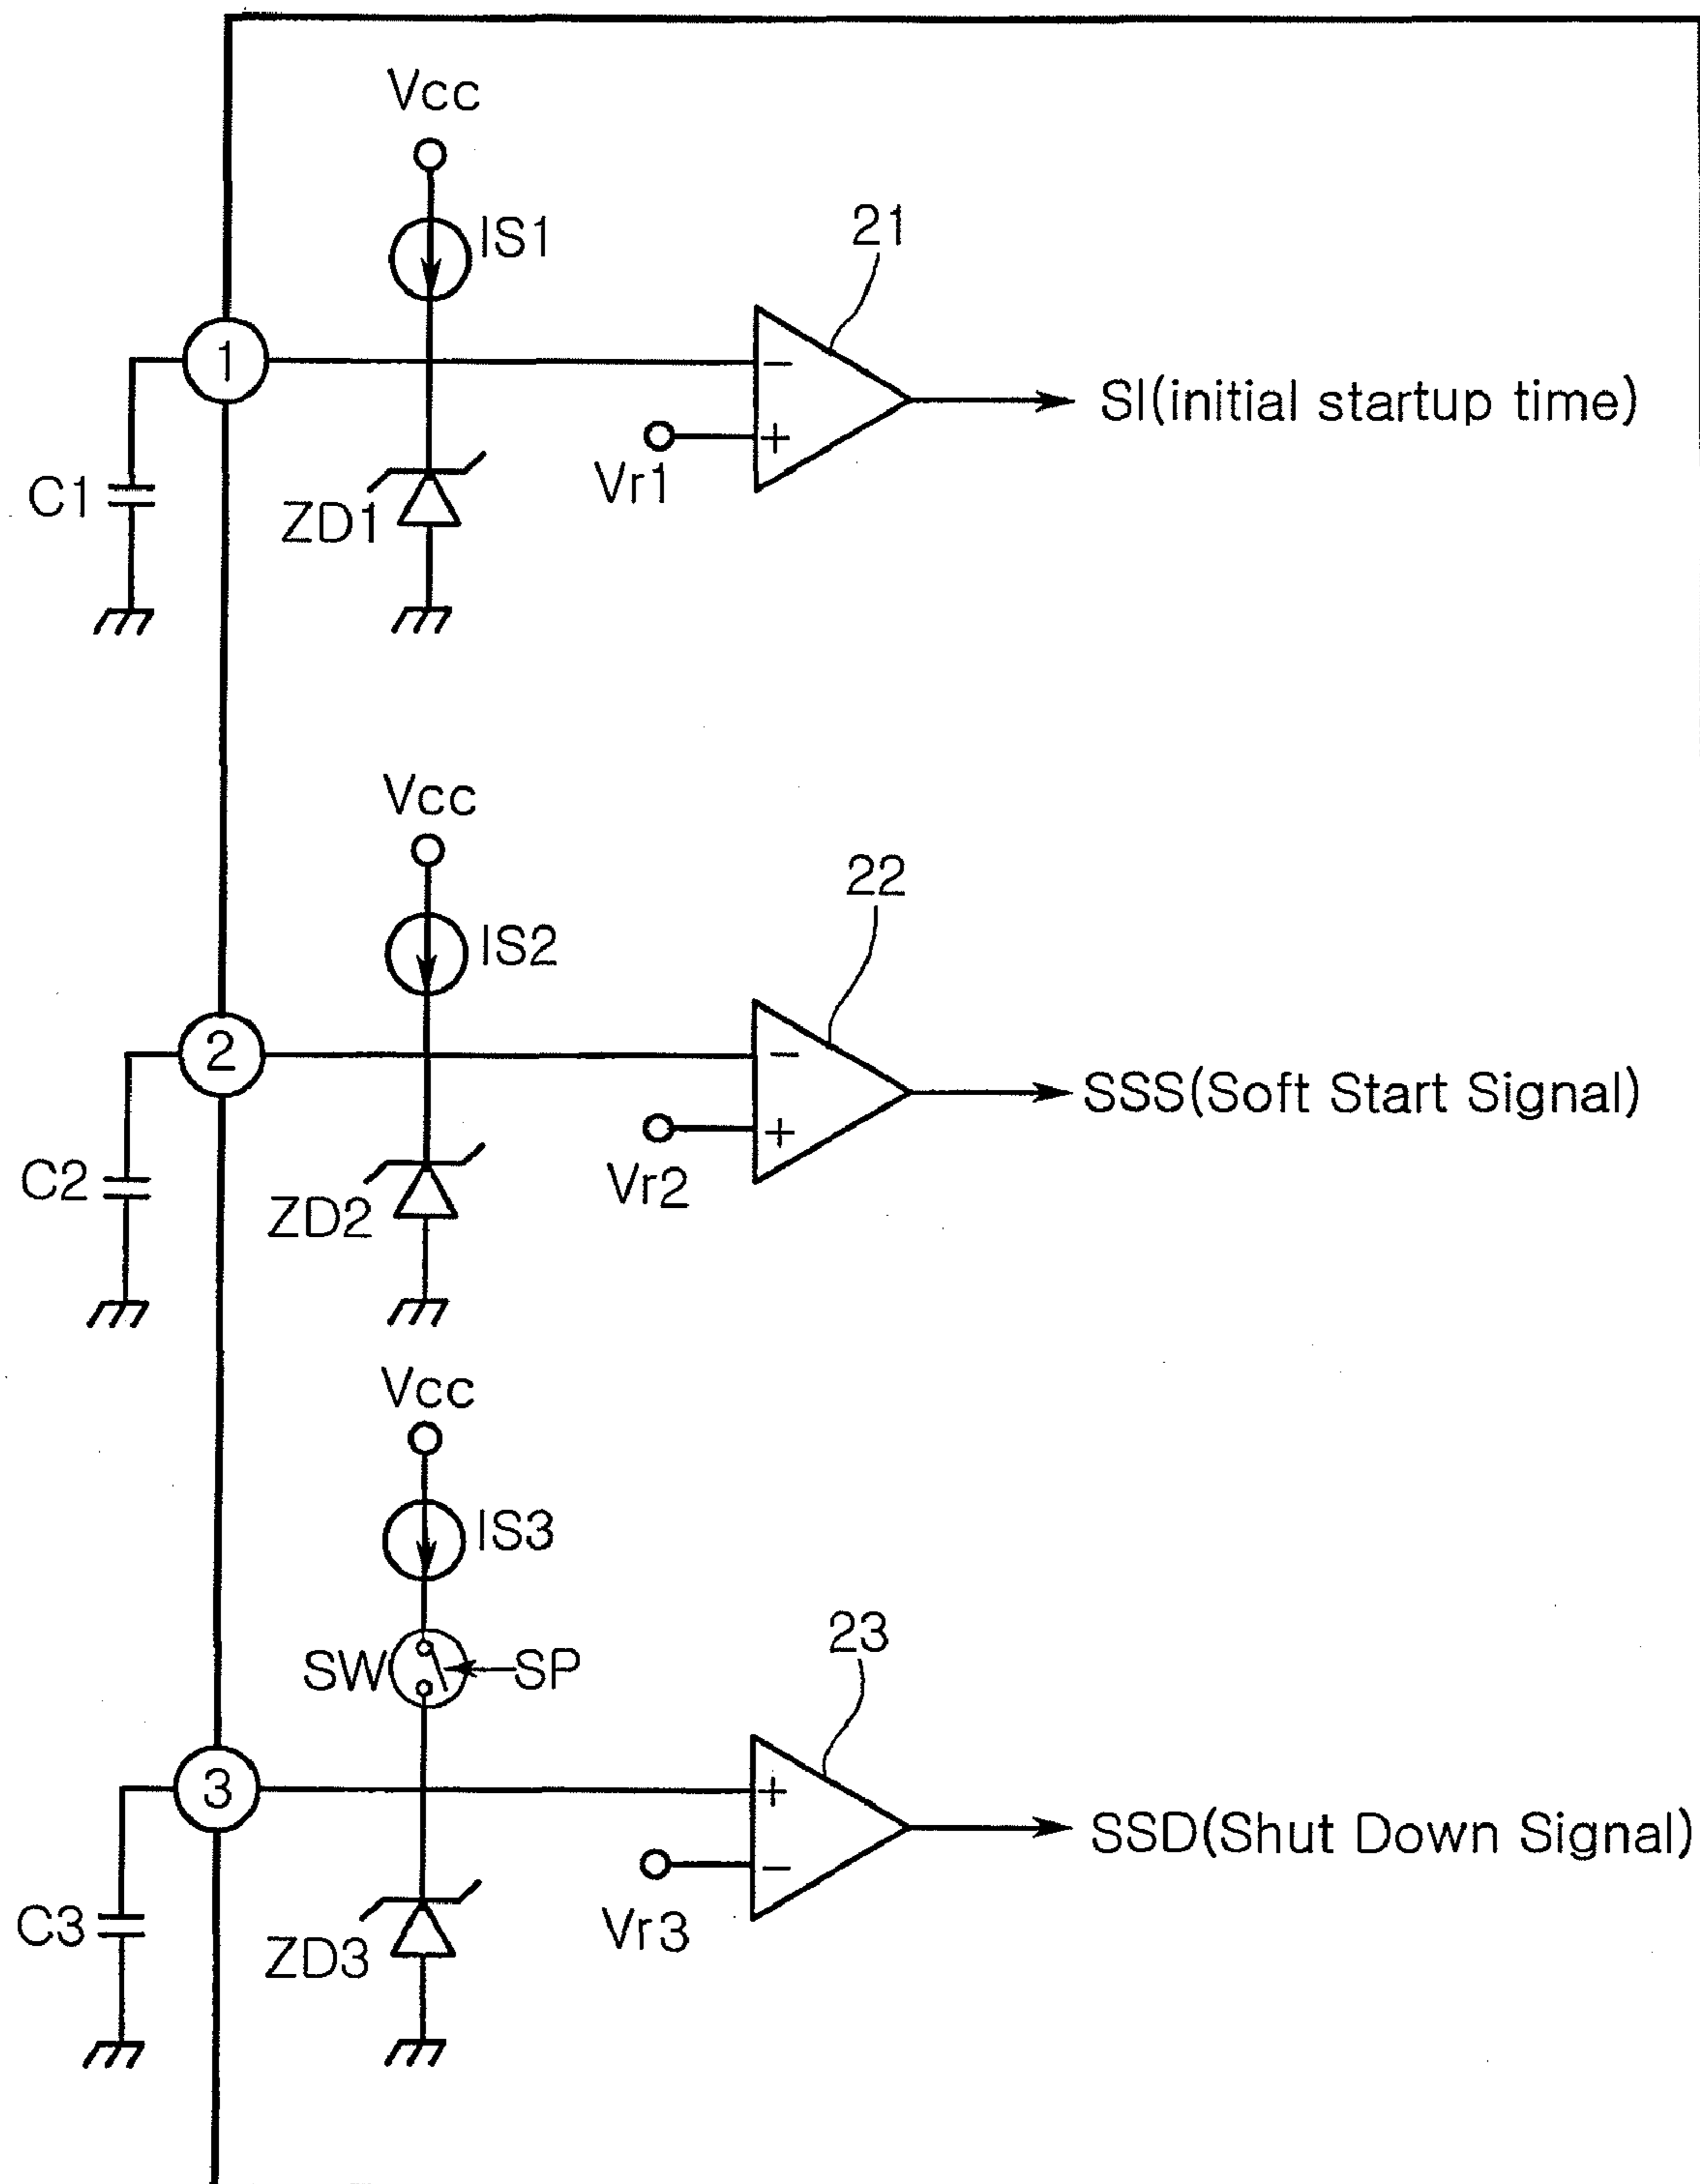 Vcc
IS1
21
1
−
SI(initial startup time)
+
Vr1
C1
ZD1
Vcc
22
IS2
2
−
SSS(Soft Start Signal)
+
C2
Vr2
ZD2
Vcc
IS3
23
SW
SP
3
+
SSD(Shut Down Signal)
−
C3
Vr3
ZD3